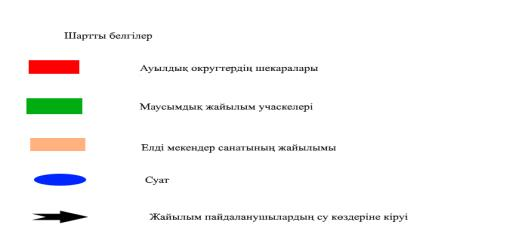 Шартты белгілер
Ауылдық округтердің шекаралары
Маусымдық жайылым учаскелері
Елді мекендер санатының жайылымы
Суат
Жайылым пайдаланушылардың су көздеріне кіруі